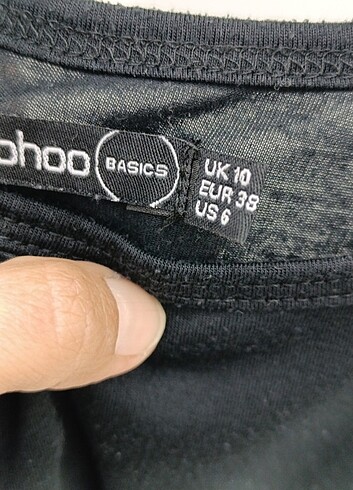 ohoo BASICS
UK 10
EUR 38
US 6